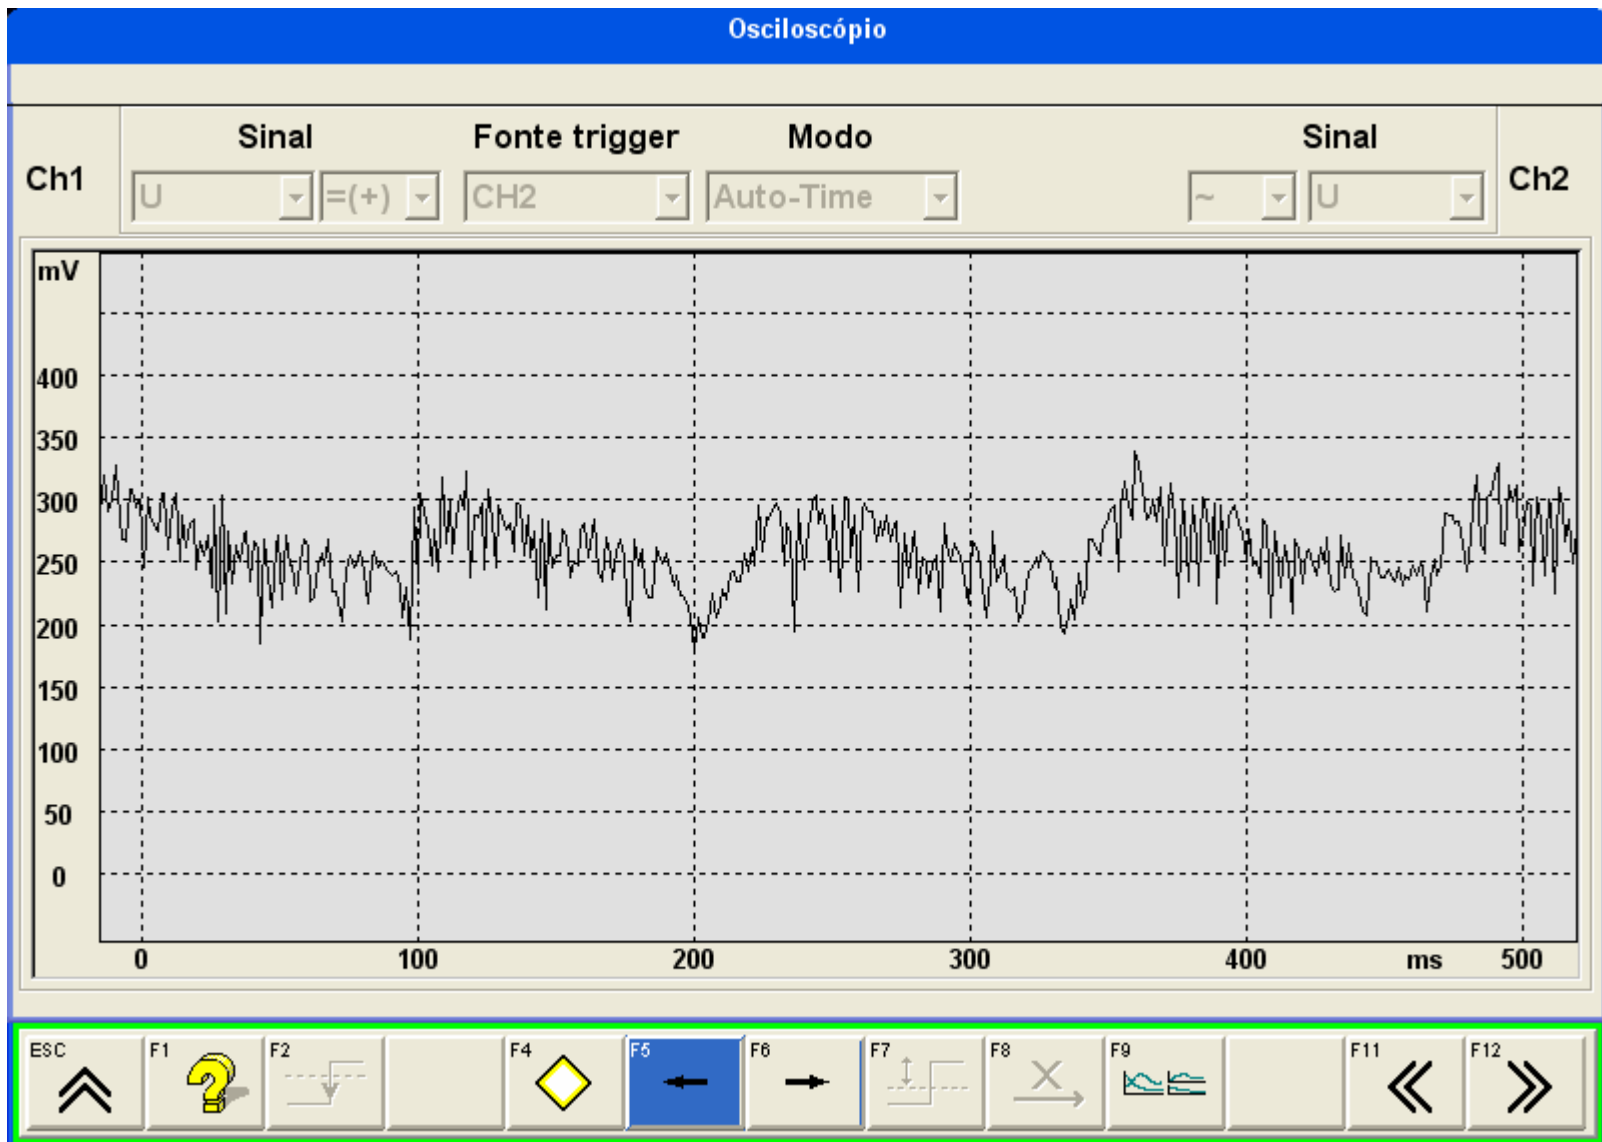 Osciloscópio
Sinal Fonte trigger Modo Sinal
Ch1 U =(+) CH2 Auto-Time ~ U Ch2
mV
400
350
300
250
200
150
100
50
0
0 100 200 300 400 ms 500
ESC F1 F2 F4 F5 F6 F7 F8 F9 F11 F12